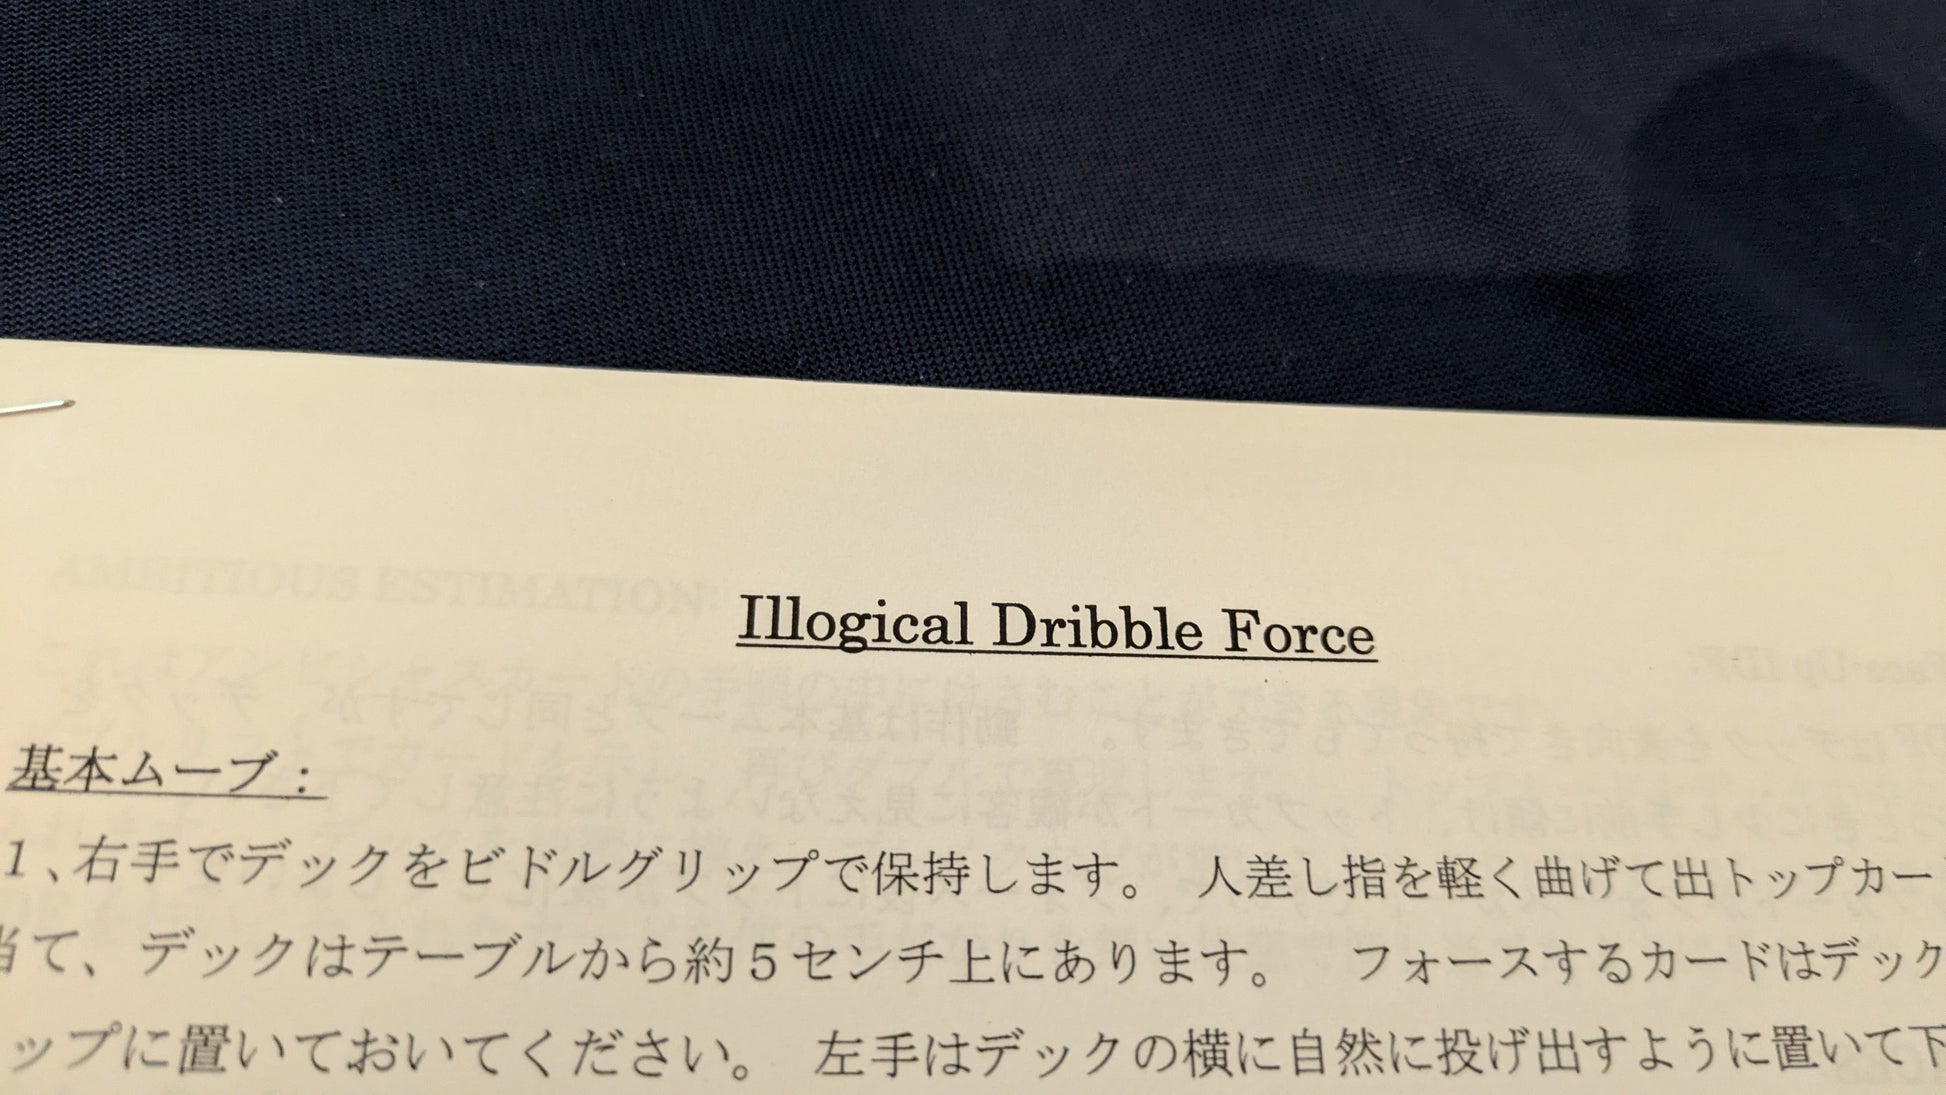 Illogical Dribble Force
AMBITIOUS ESTIMATION:
Face-Up IDF:
基本ムーブ：
1、右手でデックをビドルグリップで保持します。 人差し指を軽く曲げて出トップカー
当て、デックはテーブルから約5センチ上にあります。 フォースするカードはデック
ップに置いておいてください。 左手はデックの横に自然に投げ出すように置いて下